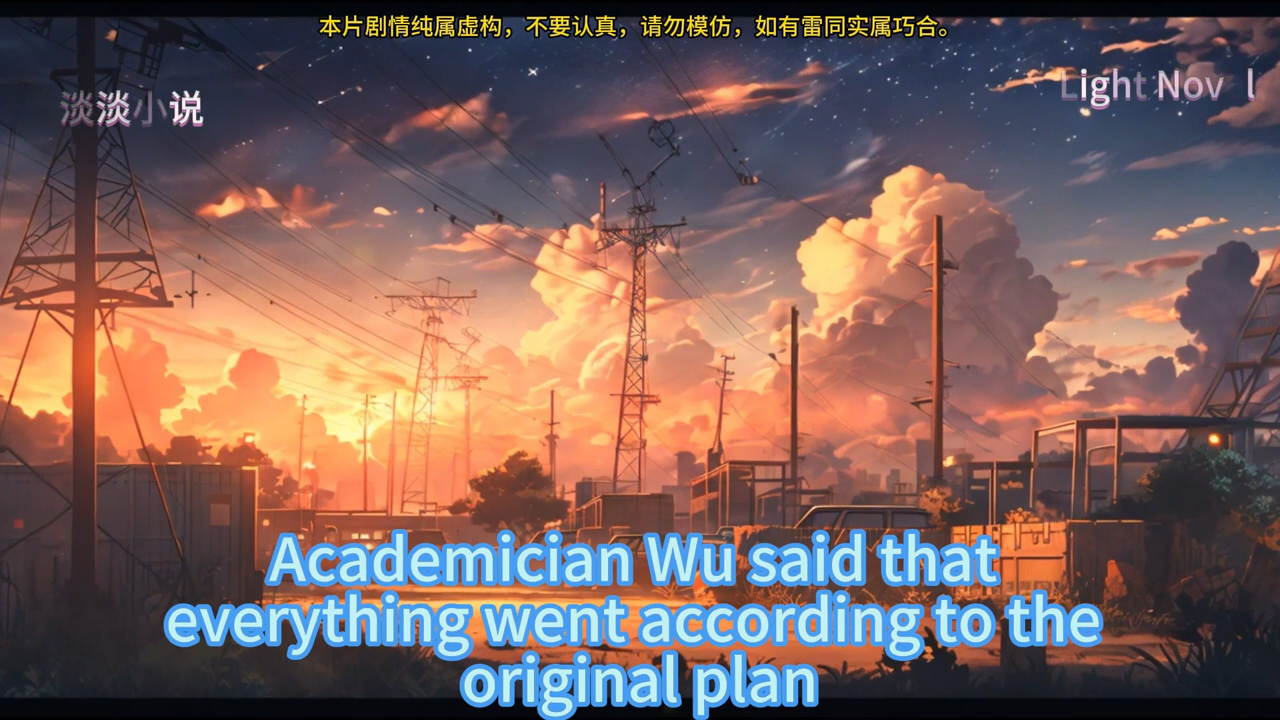 本片剧情纯属虚构，不要认真，请勿模仿，如有雷同实属巧合。
淡淡小说
Light Nov l
Academician Wu said that
everything went according to the
original plan